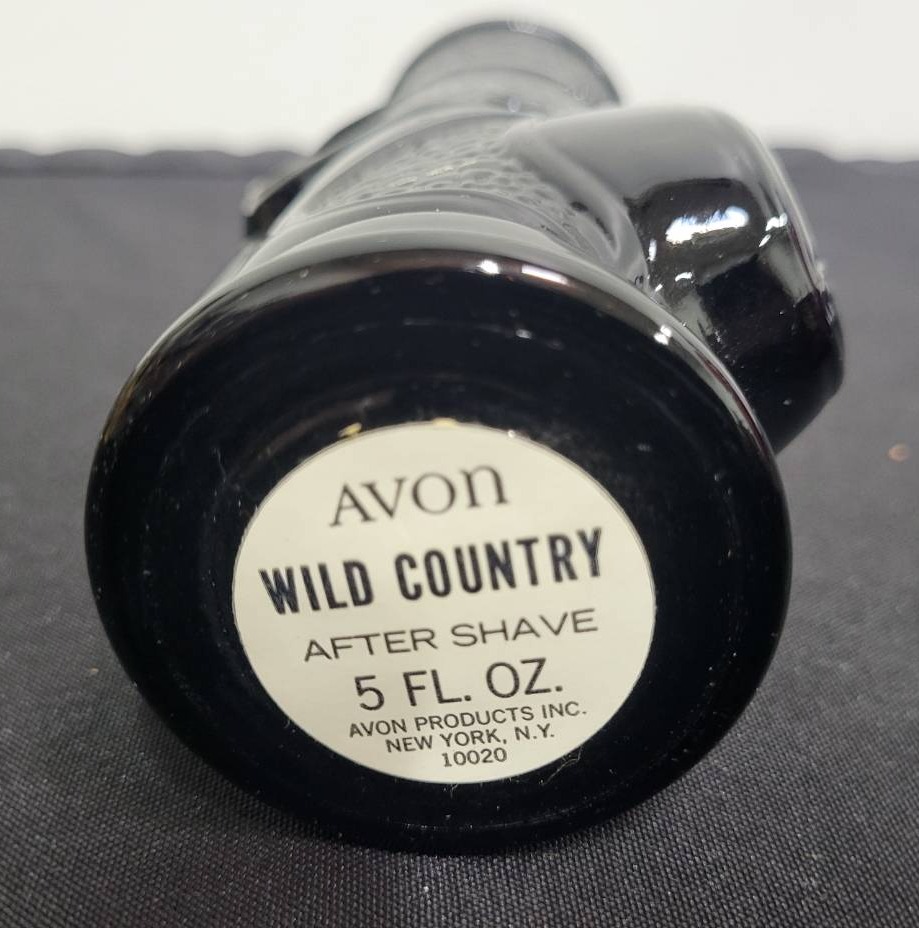 AVON
WILD COUNTRY
AFTER SHAVE
5 FL. OZ.
AVON PRODUCTS INC.
NEW YORK, N.Y.
10020